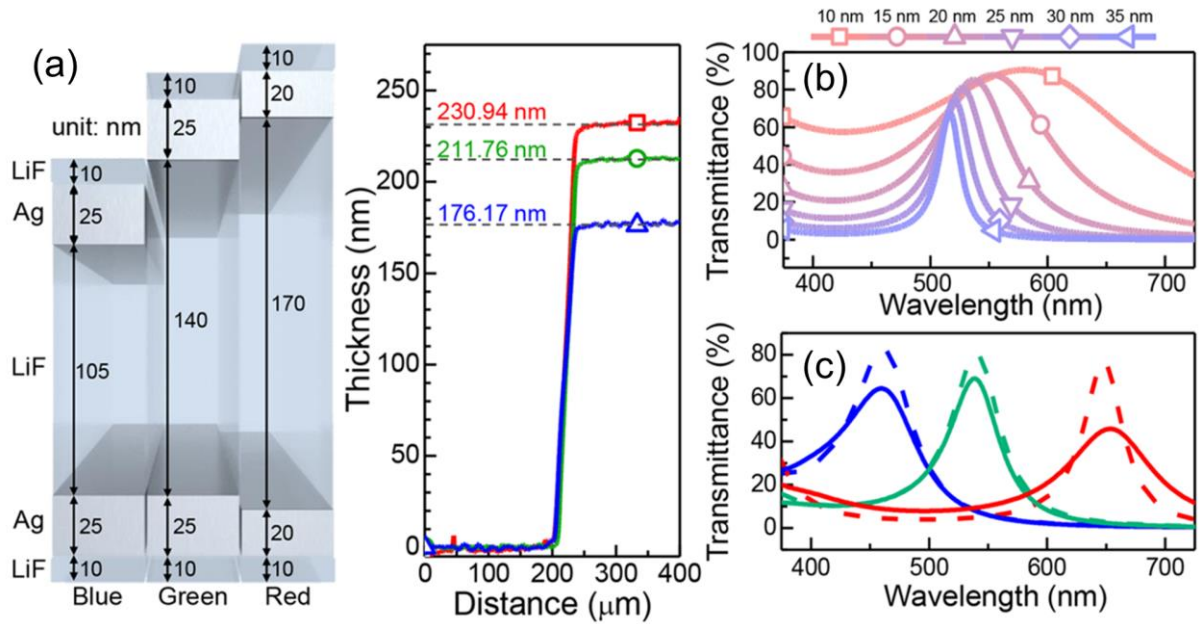 (a)
unit: nm
LiF
Ag
LiF
Ag
LiF
10
25
105
25
10
Blue
10
25
140
25
10
Green
10
20
170
20
10
Red
Thickness (nm)
250
200
150
100
50
0
230.94 nm
211.76 nm
176.17 nm
0 100 200 300 400
Distance (μm)
10 nm 15 nm 20 nm 25 nm 30 nm 35 nm
(b)
Transmittance (%)
100
80
60
40
20
0
400 500 600 700
Wavelength (nm)
(c)
Transmittance (%)
80
60
40
20
0
400 500 600 700
Wavelength (nm)